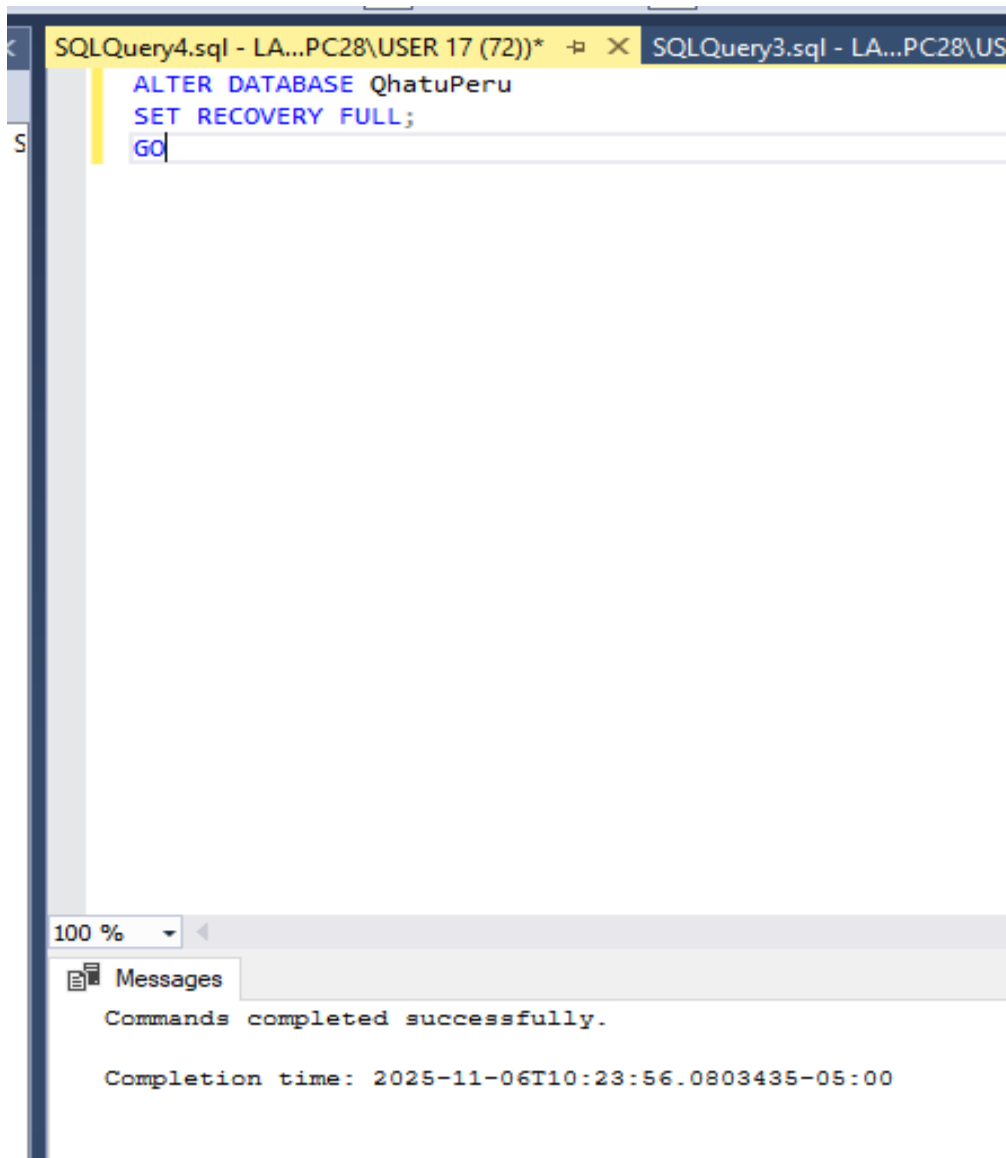 SQLQuery4.sql - LA...PC28\USER 17 (72))* SQLQuery3.sql - LA...PC28\US
ALTER DATABASE QhatuPeru
SET RECOVERY FULL;
S
GO
100 %
Messages
Commands completed successfully.
Completion time: 2025-11-06T10:23:56.0803435-05:00